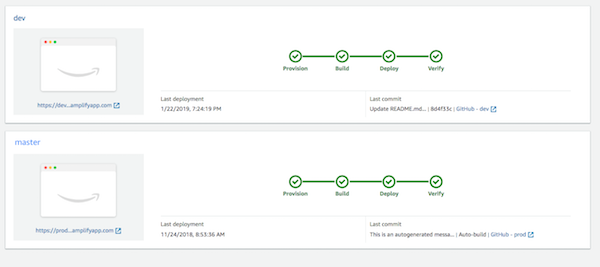 dev
https://dev...amplifyapp.com
Provision Build Deploy Verify
Last deployment
1/22/2019, 7:24:19 PM
Last commit
Update README.md... | 8d4f33c | GitHub - dev
master
https://prod...amplifyapp.com
Provision Build Deploy Verify
Last deployment
11/24/2018, 8:53:36 AM
Last commit
This is an autogenerated messa... | Auto-build | GitHub - prod